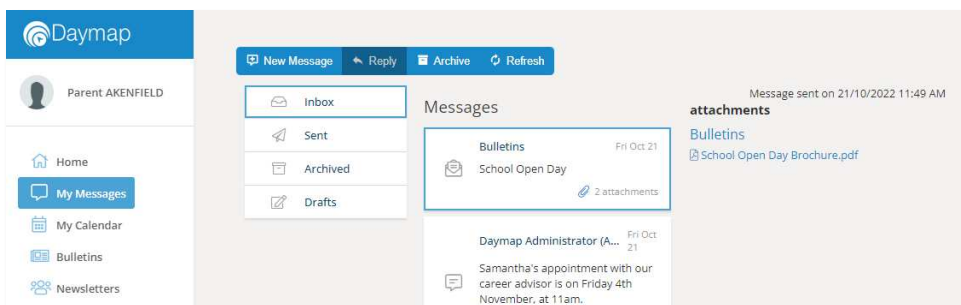 Daymap
Parent AKENFIELD
Home
My Messages
My Calendar
Bulletins
Newsletters
New Message
Reply
Archive
Refresh
Inbox
Sent
Archived
Drafts
Messages
Bulletins Fri Oct 21
School Open Day
2 attachments
Daymap Administrator (A... Fri Oct
21
Samantha's appointment with our
career advisor is on Friday 4th
November, at 11am.
Message sent on 21/10/2022 11:49 AM
attachments
Bulletins
School Open Day Brochure.pdf